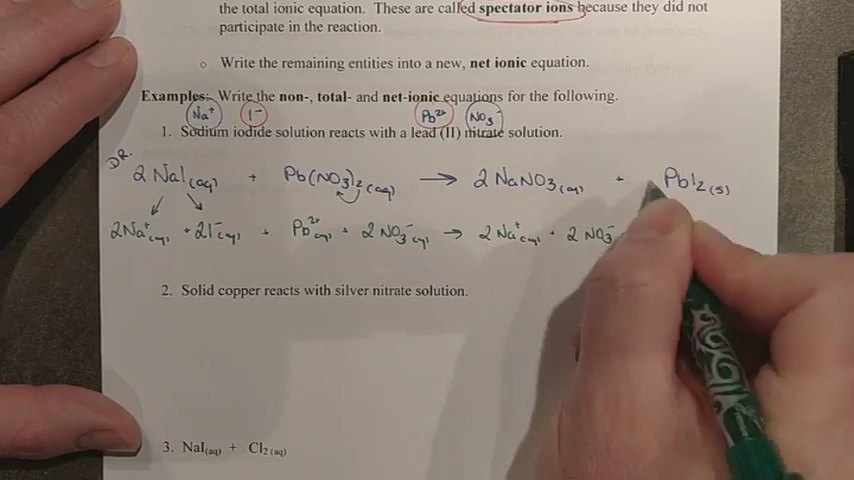 the total ionic equation. These are called spectator ions because they did not
participate in the reaction.
o Write the remaining entities into a new, net ionic equation.
Examples: Write the non-, total- and net-ionic equations for the following.
Na⁺ I⁻ Pb²⁺ NO₃⁻
1. Sodium iodide solution reacts with a lead (II) nitrate solution.
D.R.
2 NaI(aq) + Pb(NO₃)₂(aq) → 2 NaNO₃(aq) + PbI₂(s)
2Na⁺(aq) + 2I⁻(aq) + Pb²⁺(aq) + 2 NO₃⁻(aq) → 2 Na⁺(aq) + 2 NO₃⁻
2. Solid copper reacts with silver nitrate solution.
3. NaI(aq) + Cl₂(aq)